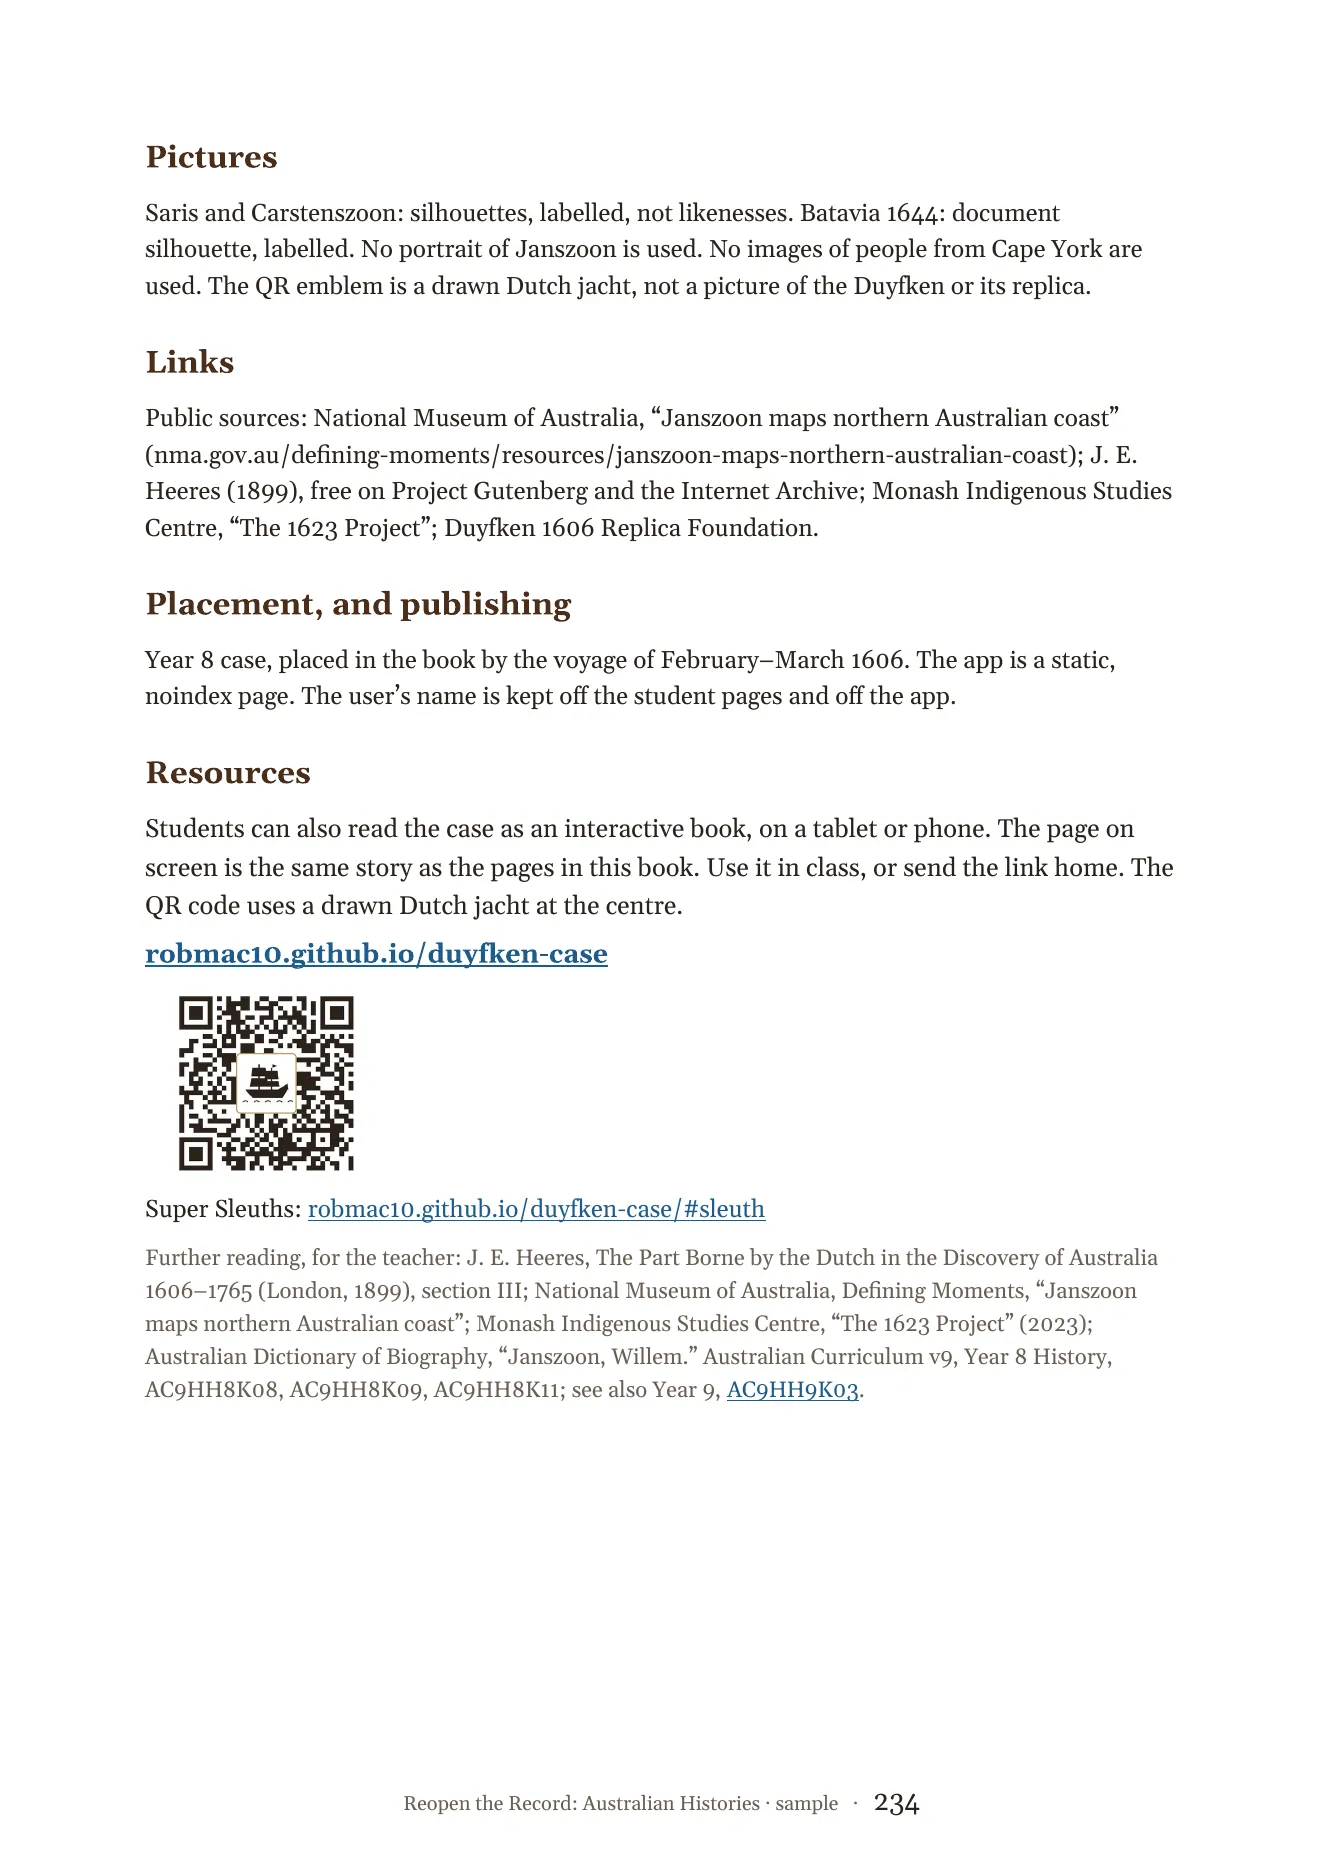 Pictures
Saris and Carstenszoon: silhouettes, labelled, not likenesses. Batavia 1644: document
silhouette, labelled. No portrait of Janszoon is used. No images of people from Cape York are
used. The QR emblem is a drawn Dutch jacht, not a picture of the Duyfken or its replica.
Links
Public sources: National Museum of Australia, “Janszoon maps northern Australian coast”
(nma.gov.au/defining-moments/resources/janszoon-maps-northern-australian-coast); J. E.
Heeres (1899), free on Project Gutenberg and the Internet Archive; Monash Indigenous Studies
Centre, “The 1623 Project”; Duyfken 1606 Replica Foundation.
Placement, and publishing
Year 8 case, placed in the book by the voyage of February–March 1606. The app is a static,
noindex page. The user’s name is kept off the student pages and off the app.
Resources
Students can also read the case as an interactive book, on a tablet or phone. The page on
screen is the same story as the pages in this book. Use it in class, or send the link home. The
QR code uses a drawn Dutch jacht at the centre.
robmac10.github.io/duyfken-case
Super Sleuths: robmac10.github.io/duyfken-case/#sleuth
Further reading, for the teacher: J. E. Heeres, The Part Borne by the Dutch in the Discovery of Australia
1606–1765 (London, 1899), section III; National Museum of Australia, Defining Moments, “Janszoon
maps northern Australian coast”; Monash Indigenous Studies Centre, “The 1623 Project” (2023);
Australian Dictionary of Biography, “Janszoon, Willem.” Australian Curriculum v9, Year 8 History,
AC9HH8K08, AC9HH8K09, AC9HH8K11; see also Year 9, AC9HH9K03.
Reopen the Record: Australian Histories · sample · 234